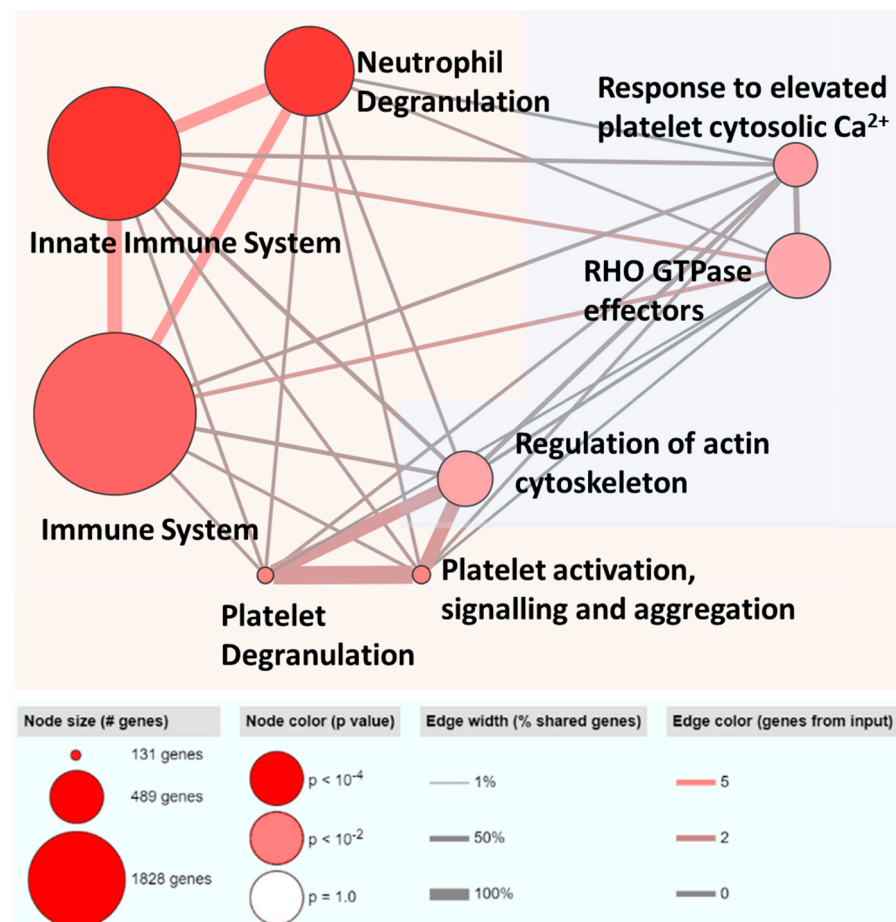 Neutrophil
Degranulation
Response to elevated
platelet cytosolic Ca²⁺
Innate Immune System
RHO GTPase
effectors
Regulation of actin
cytoskeleton
Immune System
Platelet activation,
signalling and aggregation
Platelet
Degranulation
Node size (# genes)
131 genes
489 genes
1828 genes
Node color (p value)
p < 10⁻⁴
p < 10⁻²
p = 1.0
Edge width (% shared genes)
1%
50%
100%
Edge color (genes from input)
5
2
0